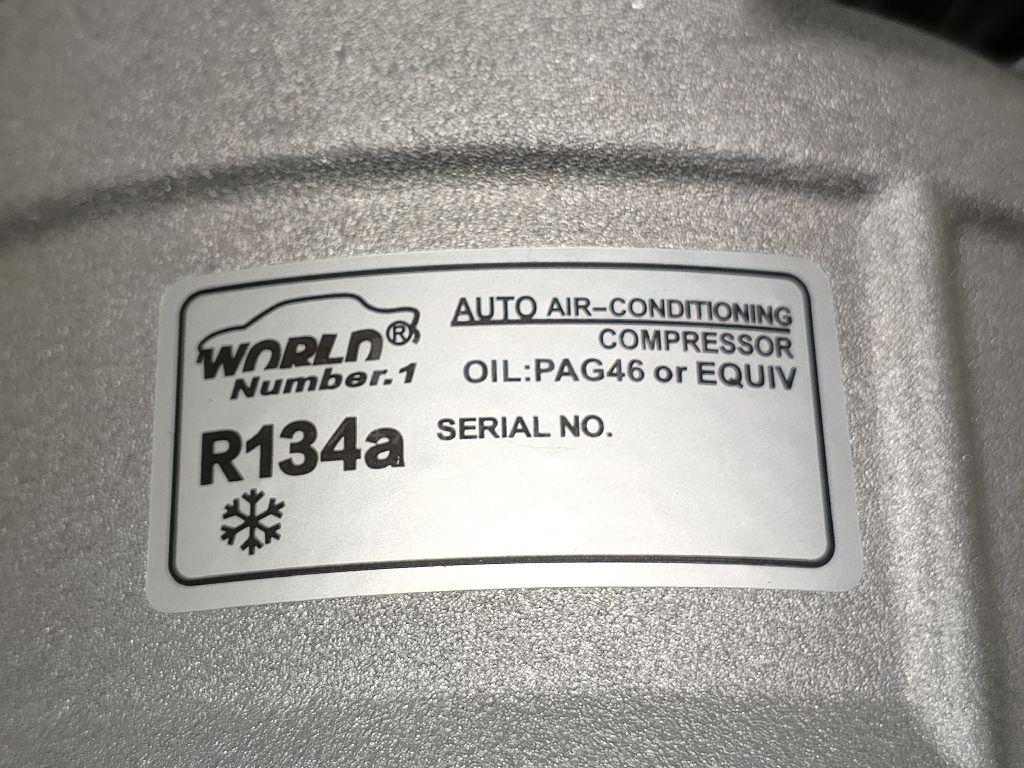 WORLD®
Number.1
AUTO AIR-CONDITIONING
COMPRESSOR
OIL:PAG46 or EQUIV
R134a
SERIAL NO.